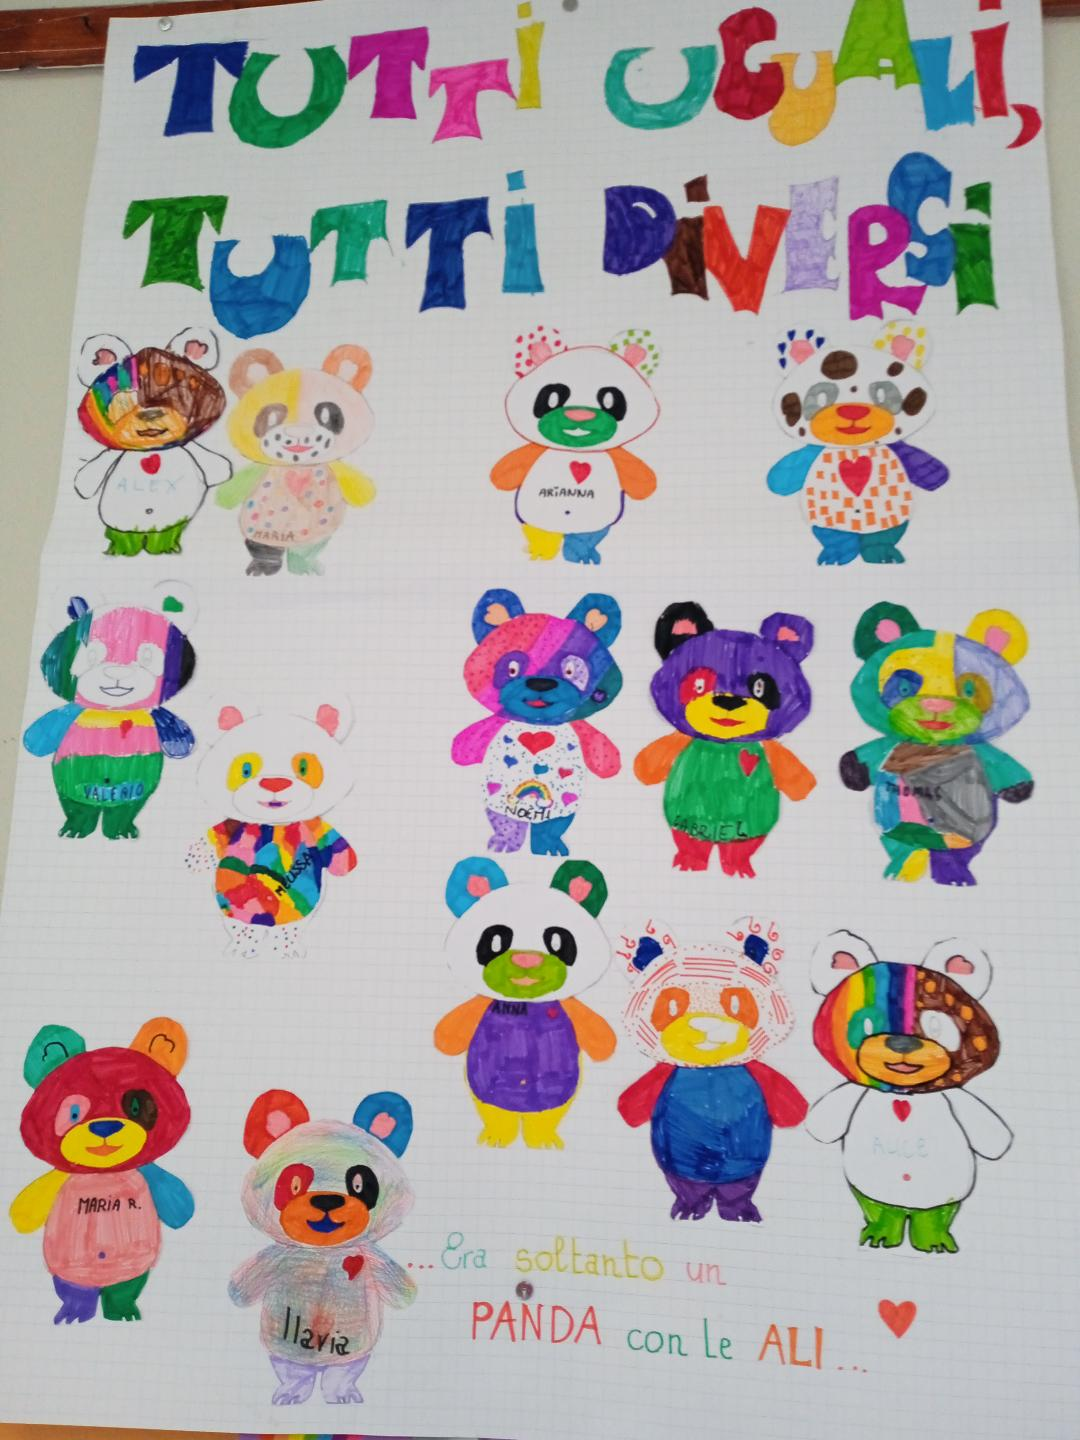 TUTTI UGUALI,
TUTTI DIVERSI
ALEX
MARIA
ARIANNA
VALERIO
MELISSA
NOEMI
GABRIEL
THOMAS
ANNA
ALICE
MARIA R.
llavia
...Era soltanto un
PANDA con le ALI...